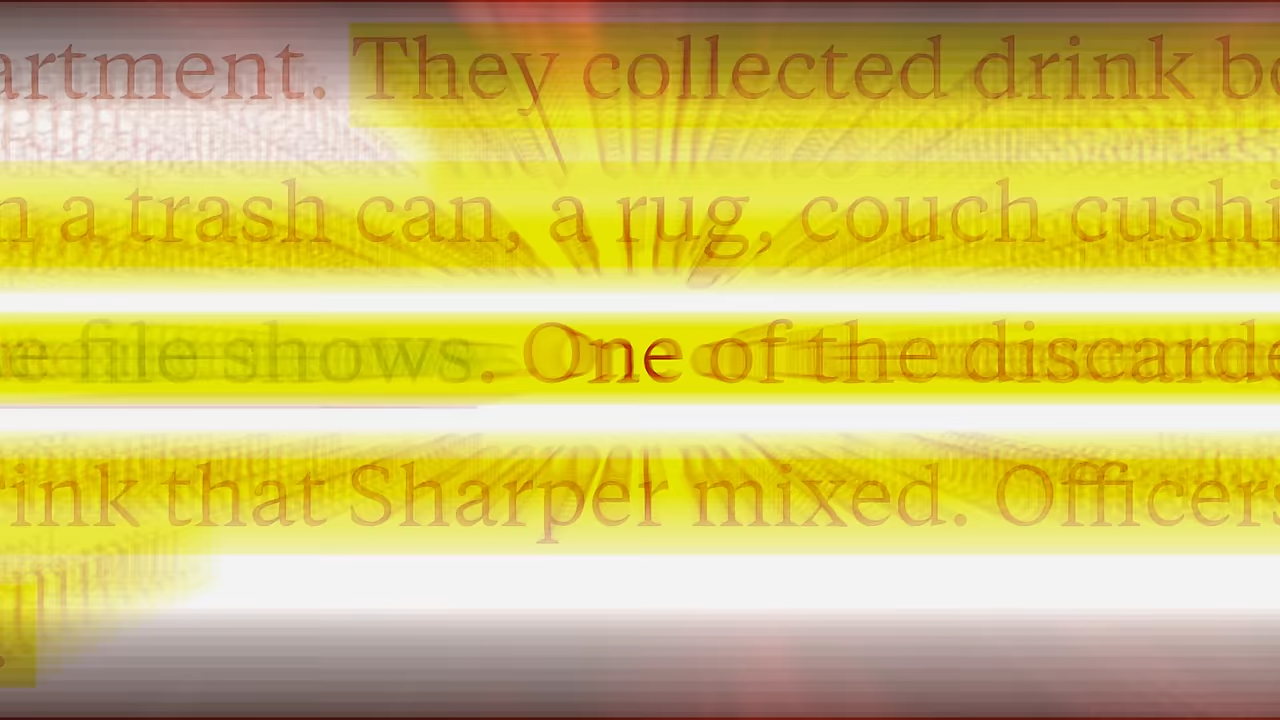 artment. They collected drink bo
n a trash can, a rug, couch cushi
e file shows. One of the discarde
rink that Sharper mixed. Officers
.